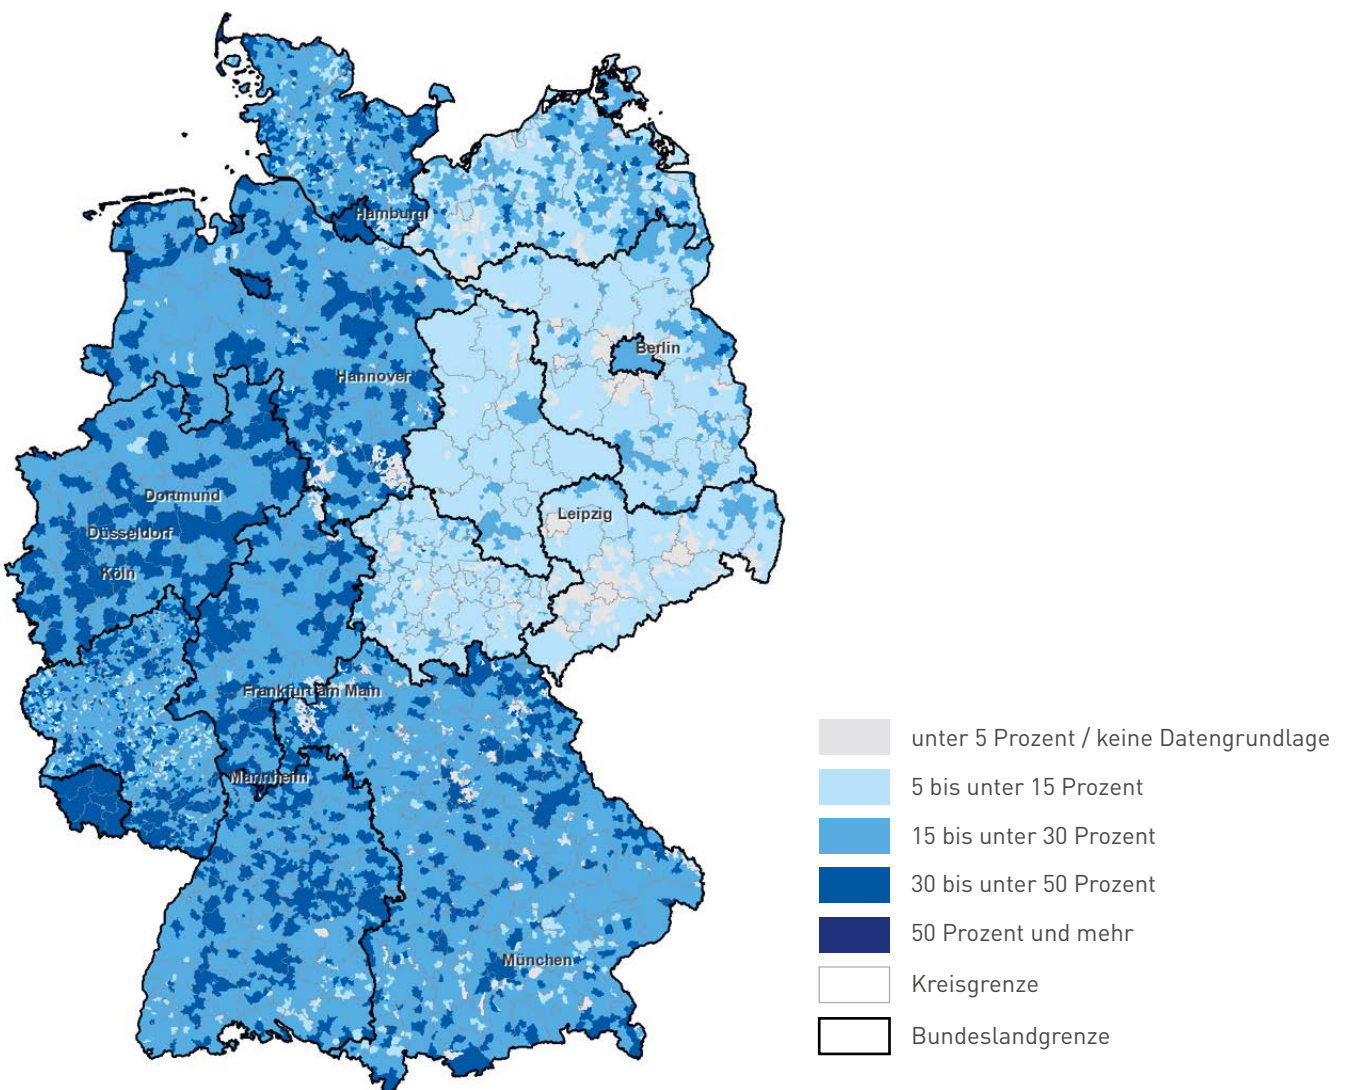 Hamburg
Berlin
Hannover
Dortmund
Leipzig
Düsseldorf
Köln
Frankfurt am Main
Mannheim
München
unter 5 Prozent / keine Datengrundlage
5 bis unter 15 Prozent
15 bis unter 30 Prozent
30 bis unter 50 Prozent
50 Prozent und mehr
Kreisgrenze
Bundeslandgrenze